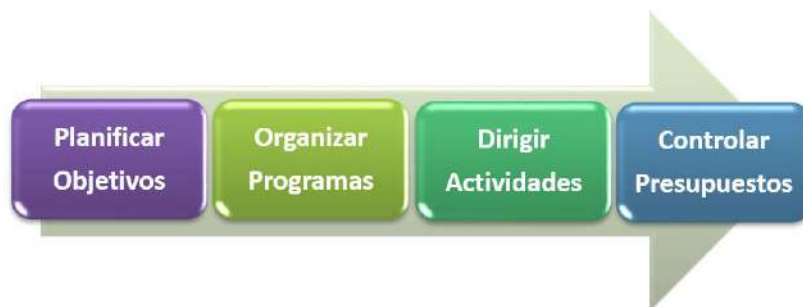 Planificar
Objetivos
Organizar
Programas
Dirigir
Actividades
Controlar
Presupuestos